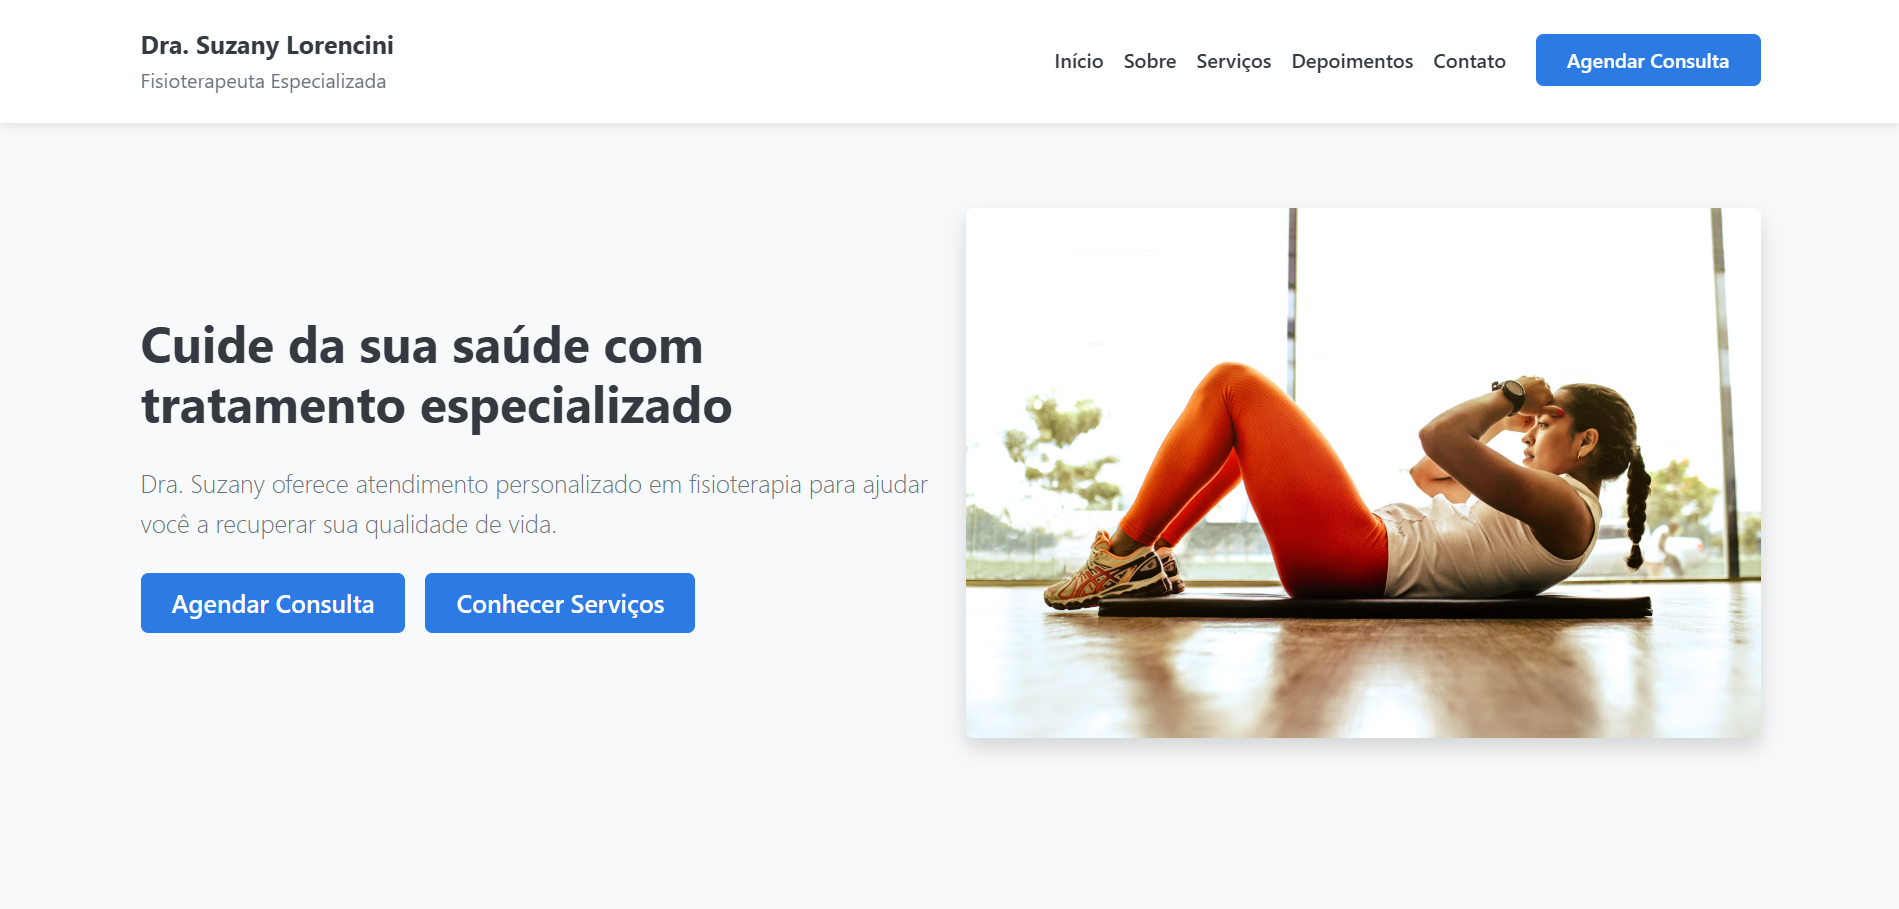 Dra. Suzany Lorencini
Fisioterapeuta Especializada
Início Sobre Serviços Depoimentos Contato Agendar Consulta
Cuide da sua saúde com
tratamento especializado
Dra. Suzany oferece atendimento personalizado em fisioterapia para ajudar
você a recuperar sua qualidade de vida.
Agendar Consulta Conhecer Serviços